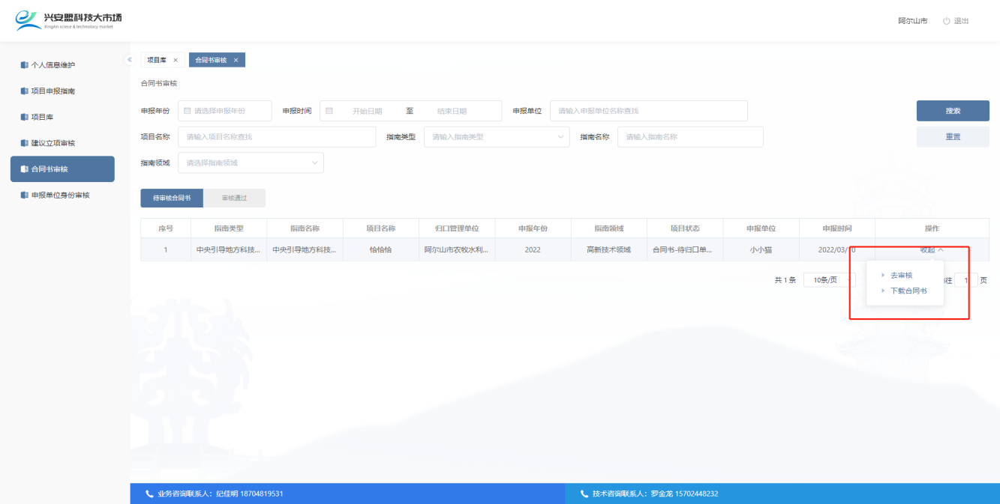 兴安盟科技大市场
XingAn sciece & technology market
阿尔山市 退出
个人信息维护
项目申报指南
项目库
建议立项审核
合同书审核
申报单位身份审核
项目库 × 合同书审核 ×
合同书审核
申报年份 请选择申报年份 申报时间 开始日期 至 结束日期 申报单位 请输入申报单位名称查找 搜索
项目名称 请输入项目名称查找 指南类型 请输入指南类型 指南名称 请输入指南名称 重置
指南领域 请选择指南领域
待审核合同书 审核通过
序号 指南类型 指南名称 项目名称 归口管理单位 申报年份 指南领域 项目状态 申报单位 申报时间 操作
1 中央引导地方科技... 中央引导地方科技... 恰恰恰 阿尔山市农牧水利... 2022 高新技术领域 合同书-待归口单... 小小猫 2022/03/10 收起
去审核
下载合同书
共 1 条 10条/页 往 1 页
业务咨询联系人：纪佳明 18704819531
技术咨询联系人：罗金龙 15702448232